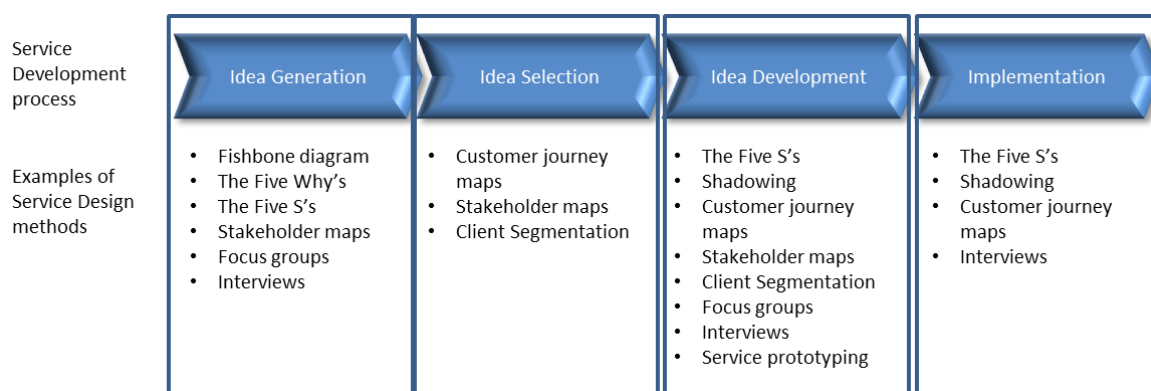 Service
Development
process
Idea Generation
Idea Selection
Idea Development
Implementation
Examples of
Service Design
methods
• Fishbone diagram
• The Five Why's
• The Five S's
• Stakeholder maps
• Focus groups
• Interviews
• Customer journey
maps
• Stakeholder maps
• Client Segmentation
• The Five S's
• Shadowing
• Customer journey
maps
• Stakeholder maps
• Client Segmentation
• Focus groups
• Interviews
• Service prototyping
• The Five S's
• Shadowing
• Customer journey
maps
• Interviews